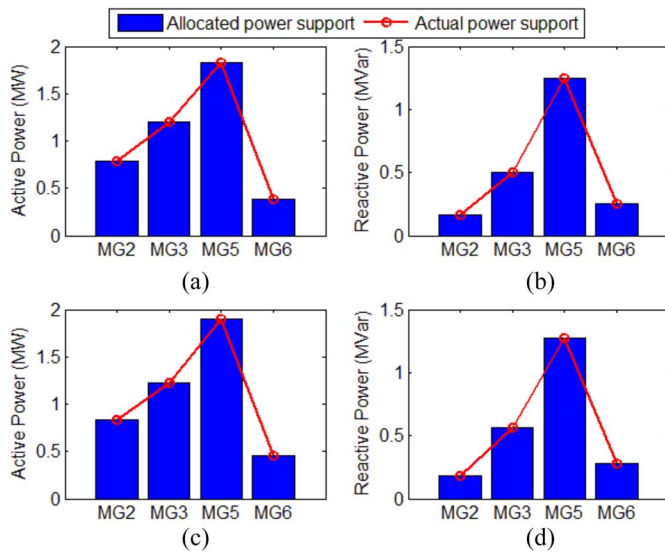 Allocated power support Actual power support
2
1.5
1
0.5
0
Active Power (MW)
MG2 MG3 MG5 MG6
(a)
1.5
1
0.5
0
Reactive Power (MVar)
MG2 MG3 MG5 MG6
(b)
2
1.5
1
0.5
0
Active Power (MW)
MG2 MG3 MG5 MG6
(c)
1.5
1
0.5
0
Reactive Power (MVar)
MG2 MG3 MG5 MG6
(d)